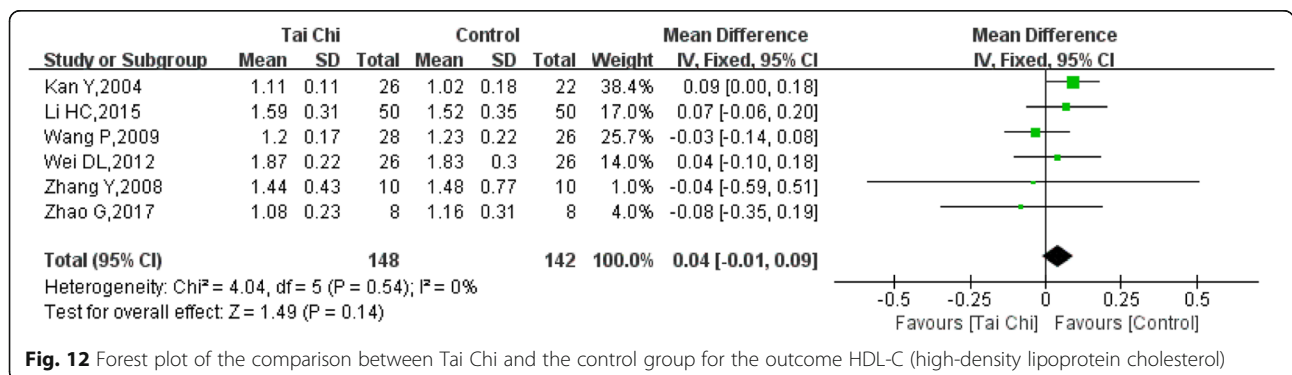 Tai Chi Control Mean Difference Mean Difference
Study or Subgroup Mean SD Total Mean SD Total Weight IV, Fixed, 95% CI IV, Fixed, 95% CI
Kan Y,2004 1.11 0.11 26 1.02 0.18 22 38.4% 0.09 [0.00, 0.18]
Li HC,2015 1.59 0.31 50 1.52 0.35 50 17.0% 0.07 [-0.06, 0.20]
Wang P,2009 1.2 0.17 28 1.23 0.22 26 25.7% -0.03 [-0.14, 0.08]
Wei DL,2012 1.87 0.22 26 1.83 0.3 26 14.0% 0.04 [-0.10, 0.18]
Zhang Y,2008 1.44 0.43 10 1.48 0.77 10 1.0% -0.04 [-0.59, 0.51]
Zhao G,2017 1.08 0.23 8 1.16 0.31 8 4.0% -0.08 [-0.35, 0.19]
Total (95% CI) 148 142 100.0% 0.04 [-0.01, 0.09]
Heterogeneity: Chi² = 4.04, df = 5 (P = 0.54); I² = 0%
Test for overall effect: Z = 1.49 (P = 0.14)
-0.5 -0.25 0 0.25 0.5
Favours [Tai Chi] Favours [Control]
Fig. 12 Forest plot of the comparison between Tai Chi and the control group for the outcome HDL-C (high-density lipoprotein cholesterol)